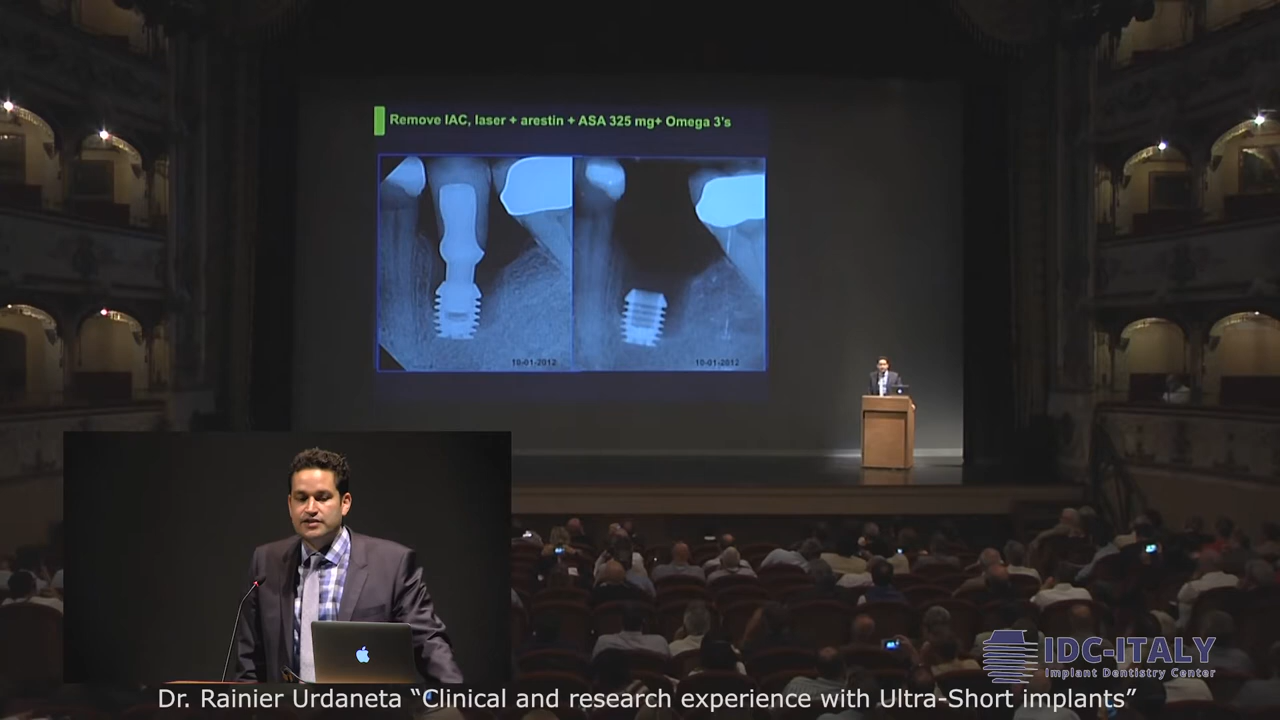 Remove IAC, laser + arestin + ASA 325 mg+ Omega 3's
10-01-2012
10-01-2012
IDC-ITALY
Implant Dentistry Center
Dr. Rainier Urdaneta “Clinical and research experience with Ultra-Short implants”